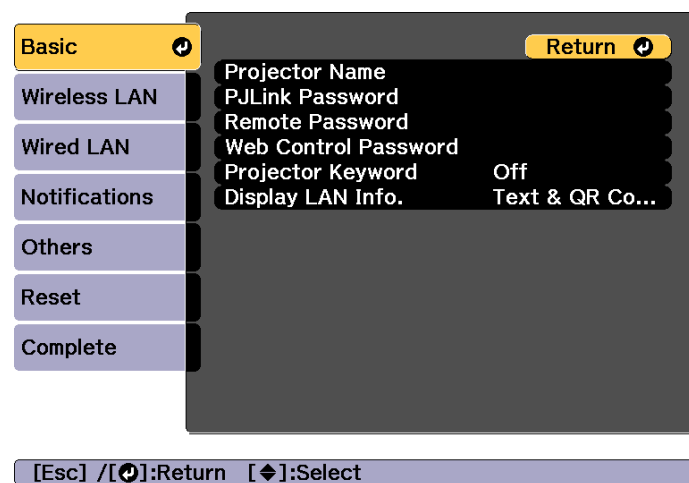 Basic
Wireless LAN
Wired LAN
Notifications
Others
Reset
Complete
Return
Projector Name
PJLink Password
Remote Password
Web Control Password
Projector Keyword Off
Display LAN Info. Text & QR Co...
[Esc] /[ ]:Return [ ]:Select